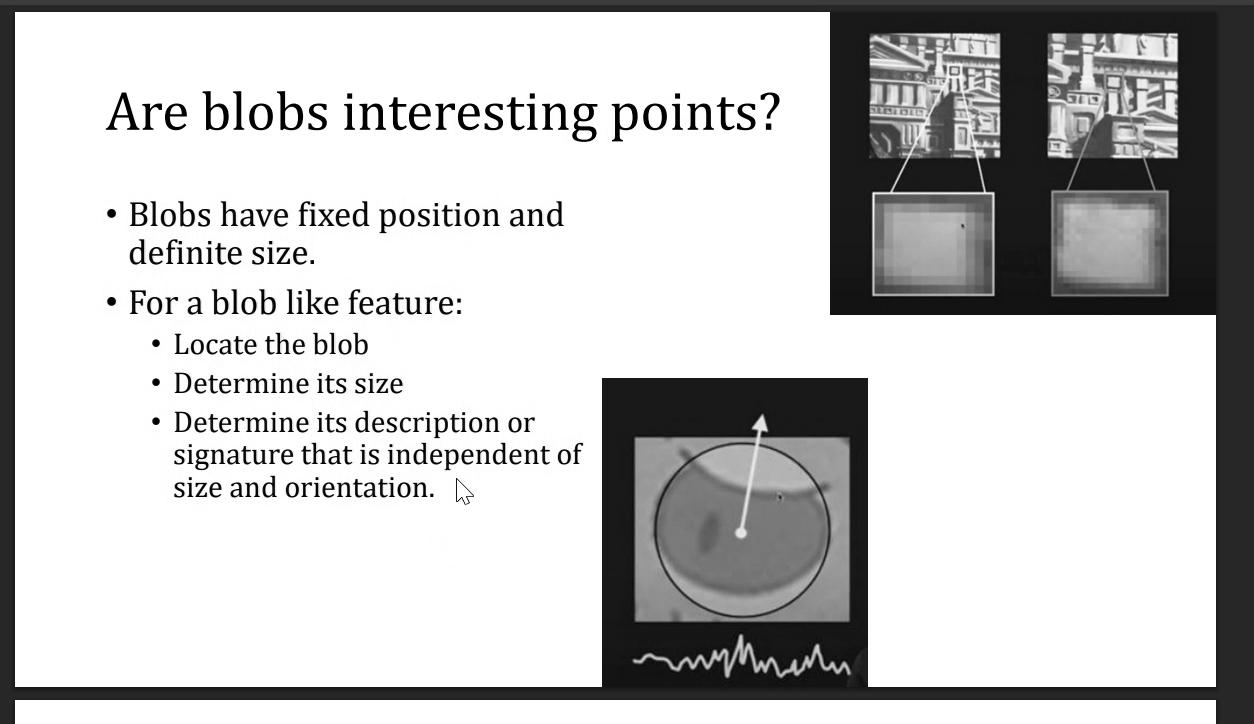 Are blobs interesting points?
• Blobs have fixed position and
definite size.
• For a blob like feature:
• Locate the blob
• Determine its size
• Determine its description or
signature that is independent of
size and orientation.